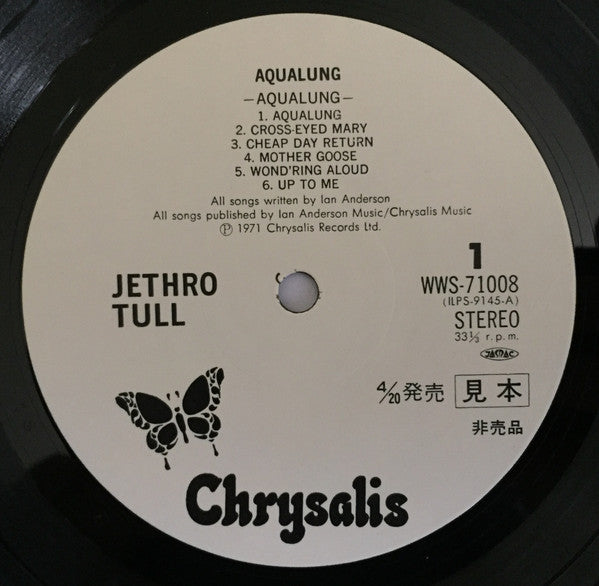 AQUALUNG
—AQUALUNG—
1. AQUALUNG
2. CROSS-EYED MARY
3. CHEAP DAY RETURN
4. MOTHER GOOSE
5. WOND'RING ALOUD
6. UP TO ME
All songs written by Ian Anderson
All songs published by Ian Anderson Music/Chrysalis Music
Ⓟ 1971 Chrysalis Records Ltd.
JETHRO
TULL
1
WWS-71008
(ILPS-9145-A)
STEREO
33⅓ r.p.m.
JASRAC
4/20発売 見本
非売品
Chrysalis